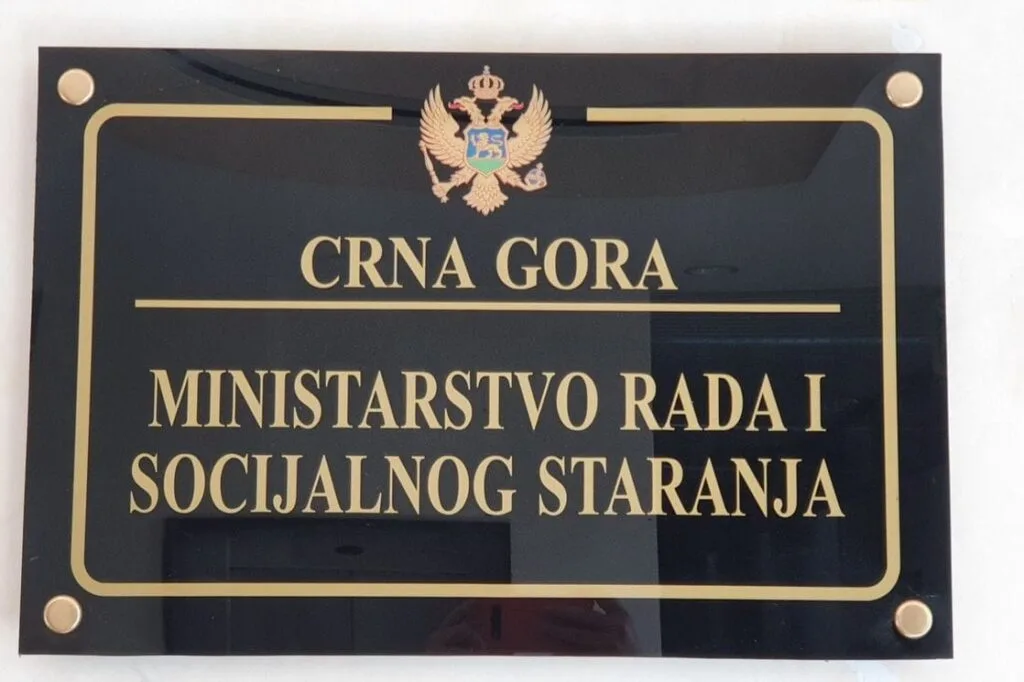 CRNA GORA
MINISTARSTVO RADA I
SOCIJALNOG STARANJA